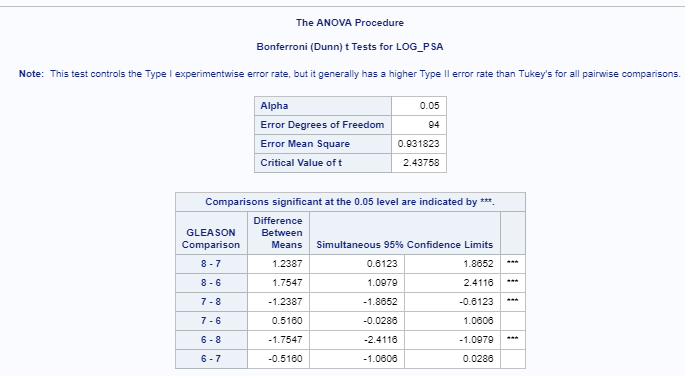 The ANOVA Procedure
Bonferroni (Dunn) t Tests for LOG_PSA
Note: This test controls the Type I experimentwise error rate, but it generally has a higher Type II error rate than Tukey's for all pairwise comparisons.
Alpha 0.05
Error Degrees of Freedom 94
Error Mean Square 0.931823
Critical Value of t 2.43758
Comparisons significant at the 0.05 level are indicated by ***.
GLEASON Comparison Difference Between Means Simultaneous 95% Confidence Limits
8 - 7 1.2387 0.6123 1.8652 ***
8 - 6 1.7547 1.0979 2.4116 ***
7 - 8 -1.2387 -1.8652 -0.6123 ***
7 - 6 0.5160 -0.0286 1.0606
6 - 8 -1.7547 -2.4116 -1.0979 ***
6 - 7 -0.5160 -1.0606 0.0286